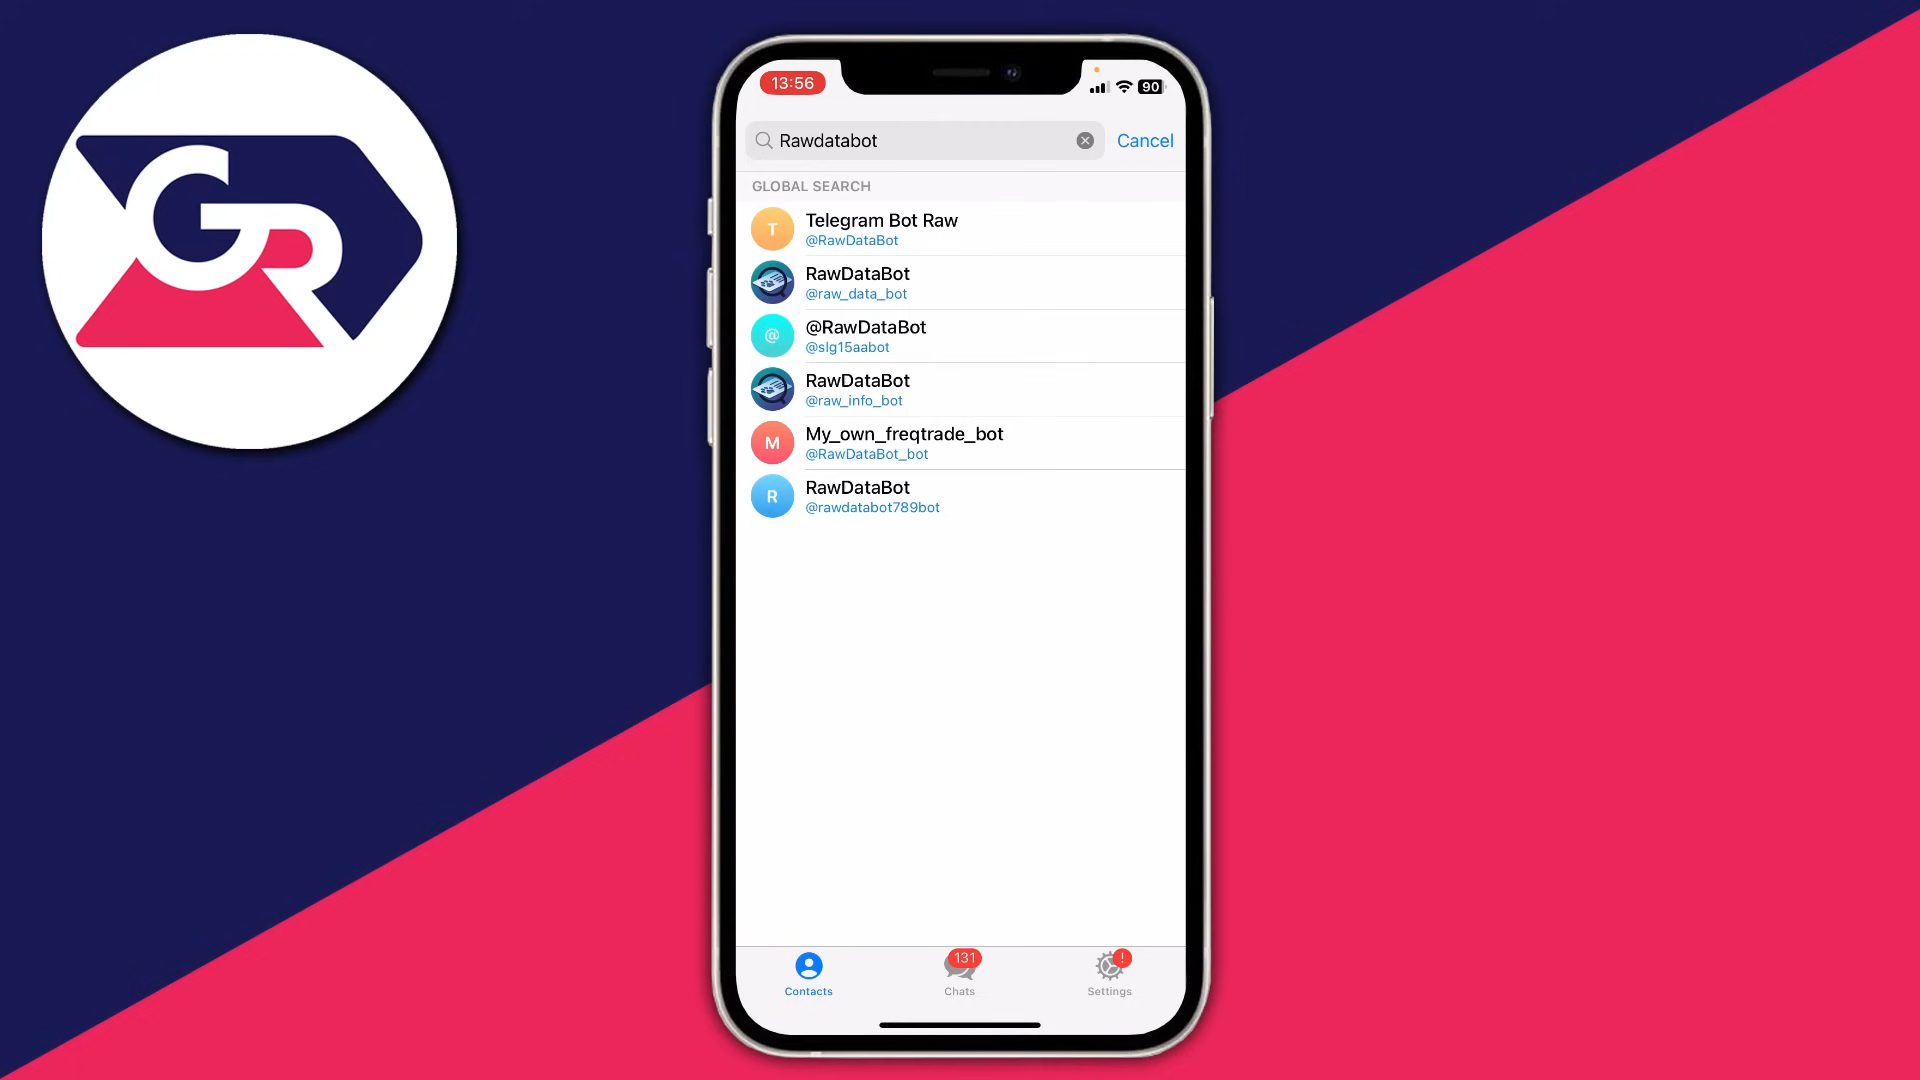 GR
13:56
90
Rawdatabot
Cancel
GLOBAL SEARCH
T
Telegram Bot Raw
@RawDataBot
RawDataBot
@raw_data_bot
@
@RawDataBot
@slg15aabot
RawDataBot
@raw_info_bot
M
My_own_freqtrade_bot
@RawDataBot_bot
R
RawDataBot
@rawdatabot789bot
131
!
Contacts
Chats
Settings